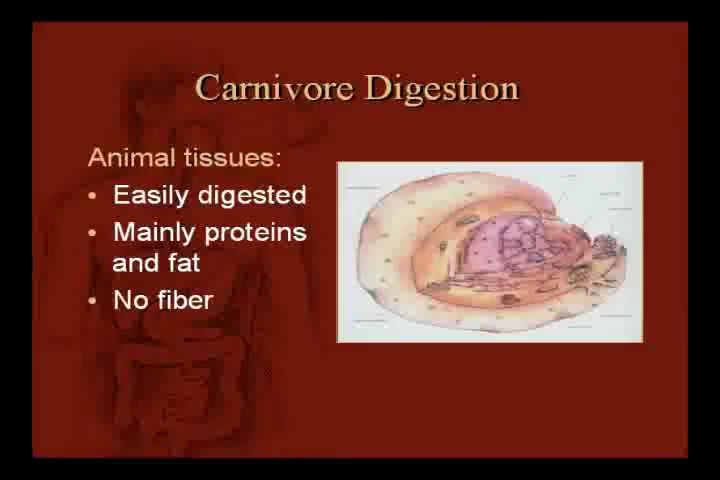 Carnivore Digestion
Animal tissues:
• Easily digested
• Mainly proteins
and fat
• No fiber